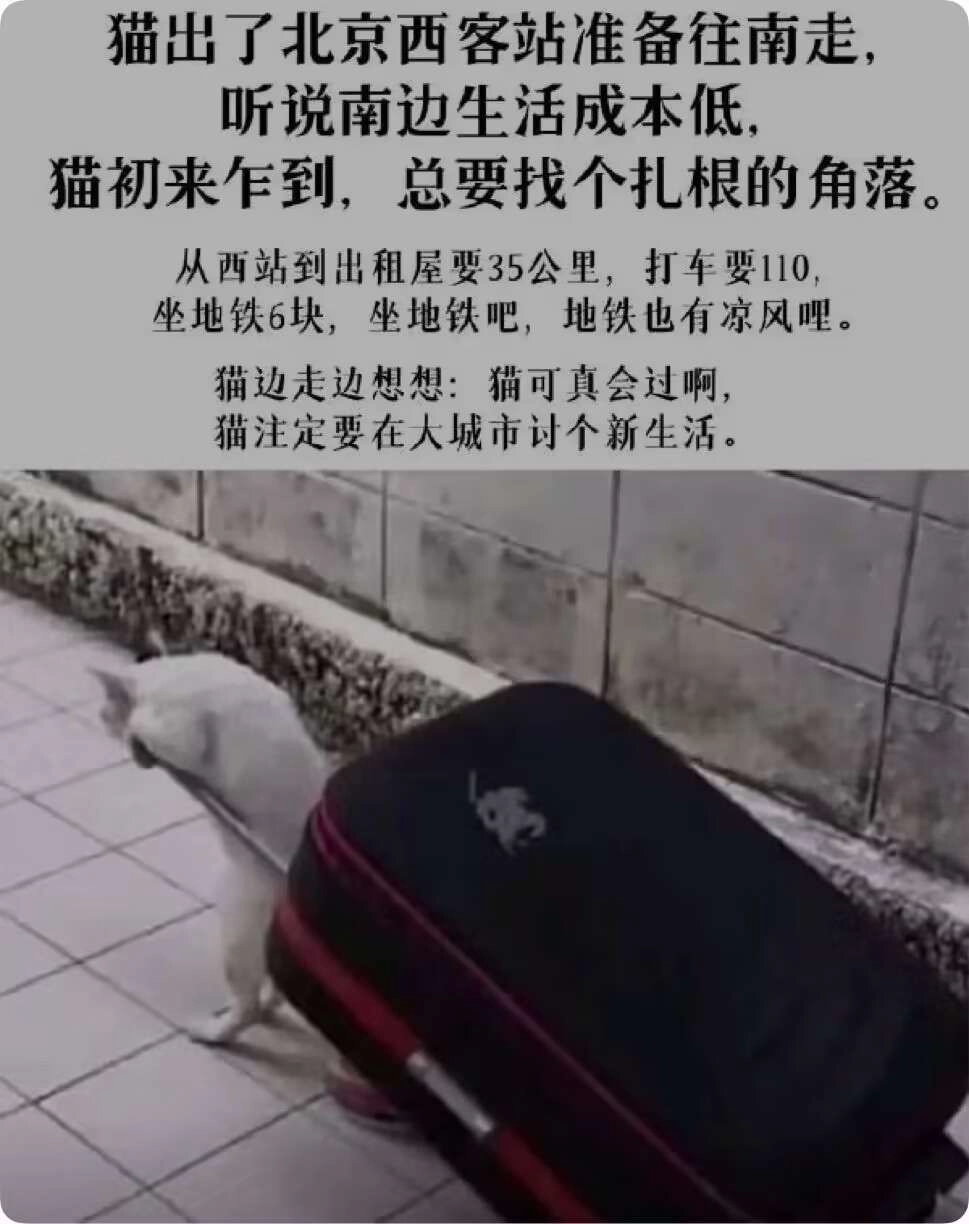 猫出了北京西客站准备往南走,
听说南边生活成本低,
猫初来乍到,总要找个扎根的角落。
从西站到出租屋要35公里,打车要110,
坐地铁6块,坐地铁吧,地铁也有凉风哩。
猫边走边想想:猫可真会过啊,
猫注定要在大城市讨个新生活。